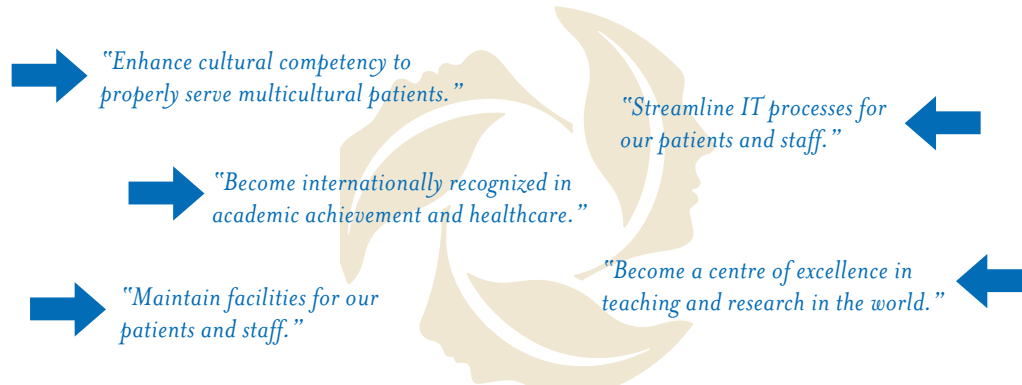 “Enhance cultural competency to
properly serve multicultural patients.”
“Streamline IT processes for
our patients and staff.”
“Become internationally recognized in
academic achievement and healthcare.”
“Become a centre of excellence in
teaching and research in the world.”
“Maintain facilities for our
patients and staff.”